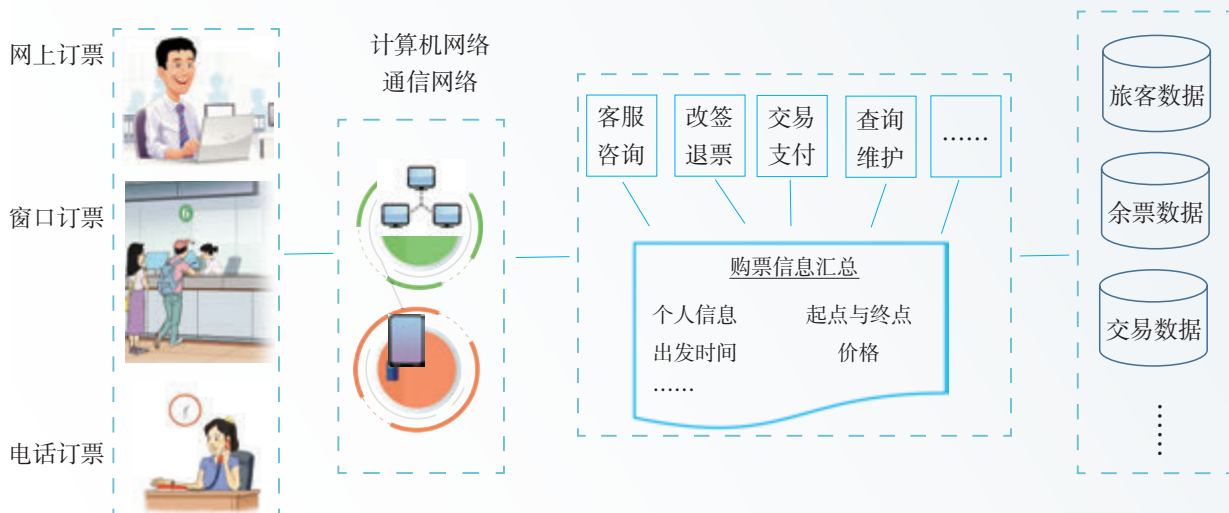 网上订票
窗口订票
电话订票
计算机网络
通信网络
客服
咨询
改签
退票
交易
支付
查询
维护
……
购票信息汇总
个人信息
起点与终点
出发时间
价格
……
旅客数据
余票数据
交易数据
……
6